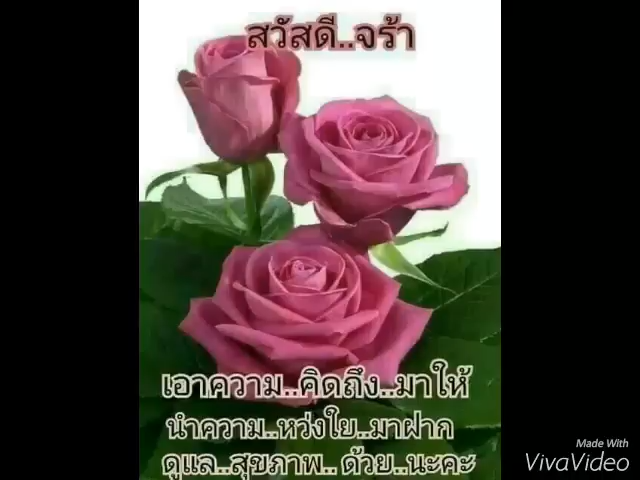 สวัสดี..จร้า
เอาความ..คิดถึง..มาให้
นำความ..หว่งใย..มาฝาก
ดูแล..สุขภาพ.. ด้วย..นะคะ
Made With
VivaVideo